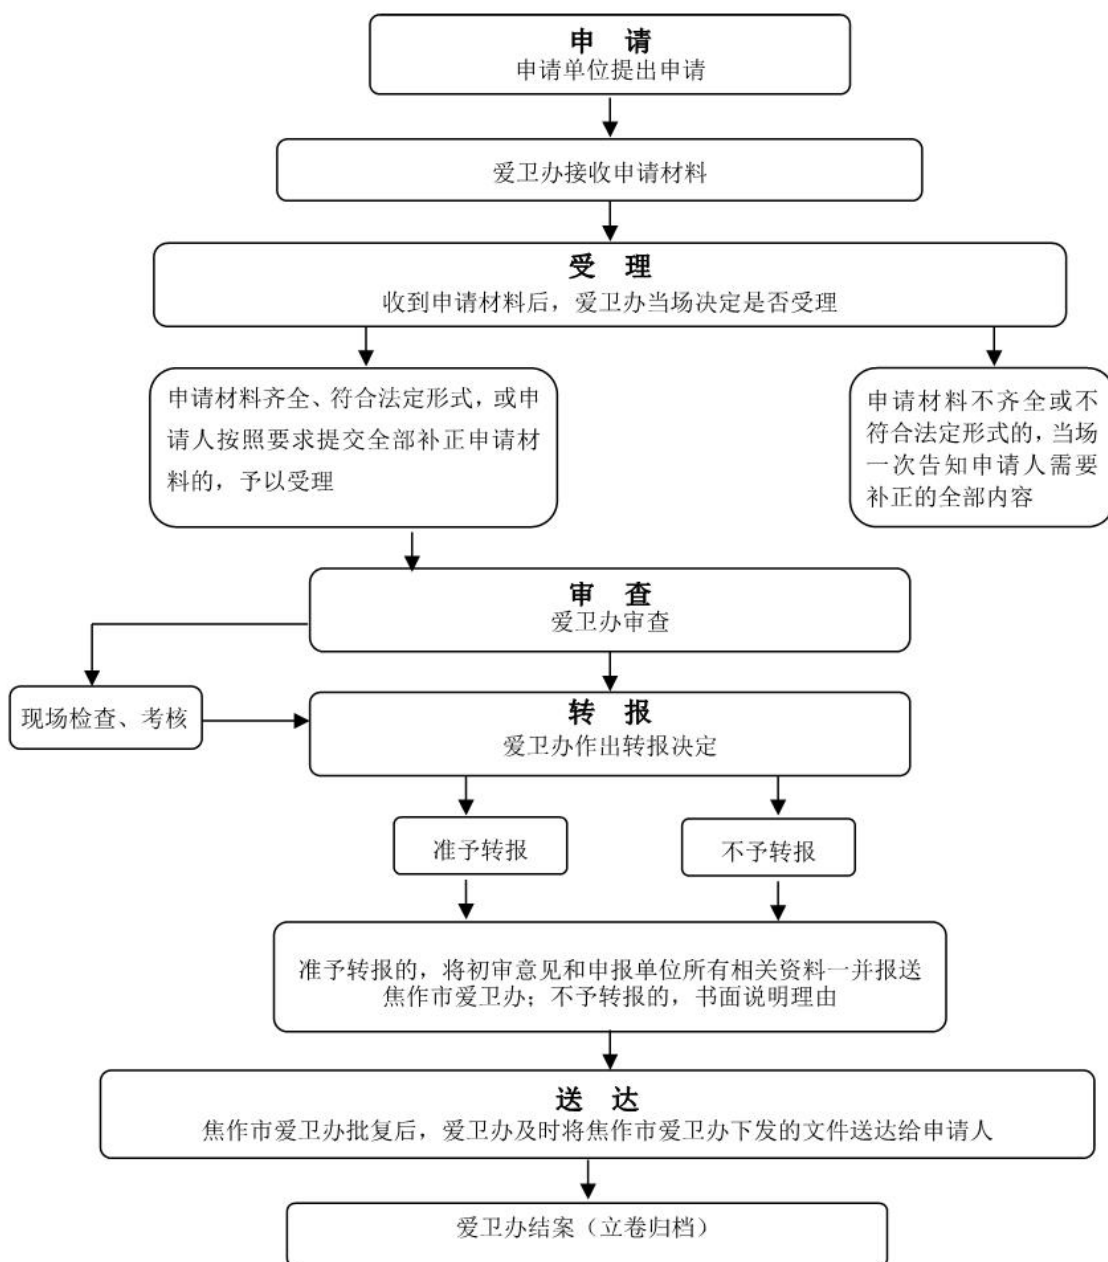 申 请
申请单位提出申请
爱卫办接收申请材料
受 理
收到申请材料后，爱卫办当场决定是否受理
申请材料齐全、符合法定形式，或申
请人按照要求提交全部补正申请材
料的，予以受理
申请材料不齐全或不
符合法定形式的，当场
一次告知申请人需要
补正的全部内容
审 查
爱卫办审查
现场检查、考核
转 报
爱卫办作出转报决定
准予转报
不予转报
准予转报的，将初审意见和申报单位所有相关资料一并报送
焦作市爱卫办；不予转报的，书面说明理由
送 达
焦作市爱卫办批复后，爱卫办及时将焦作市爱卫办下发的文件送达给申请人
爱卫办结案（立卷归档）